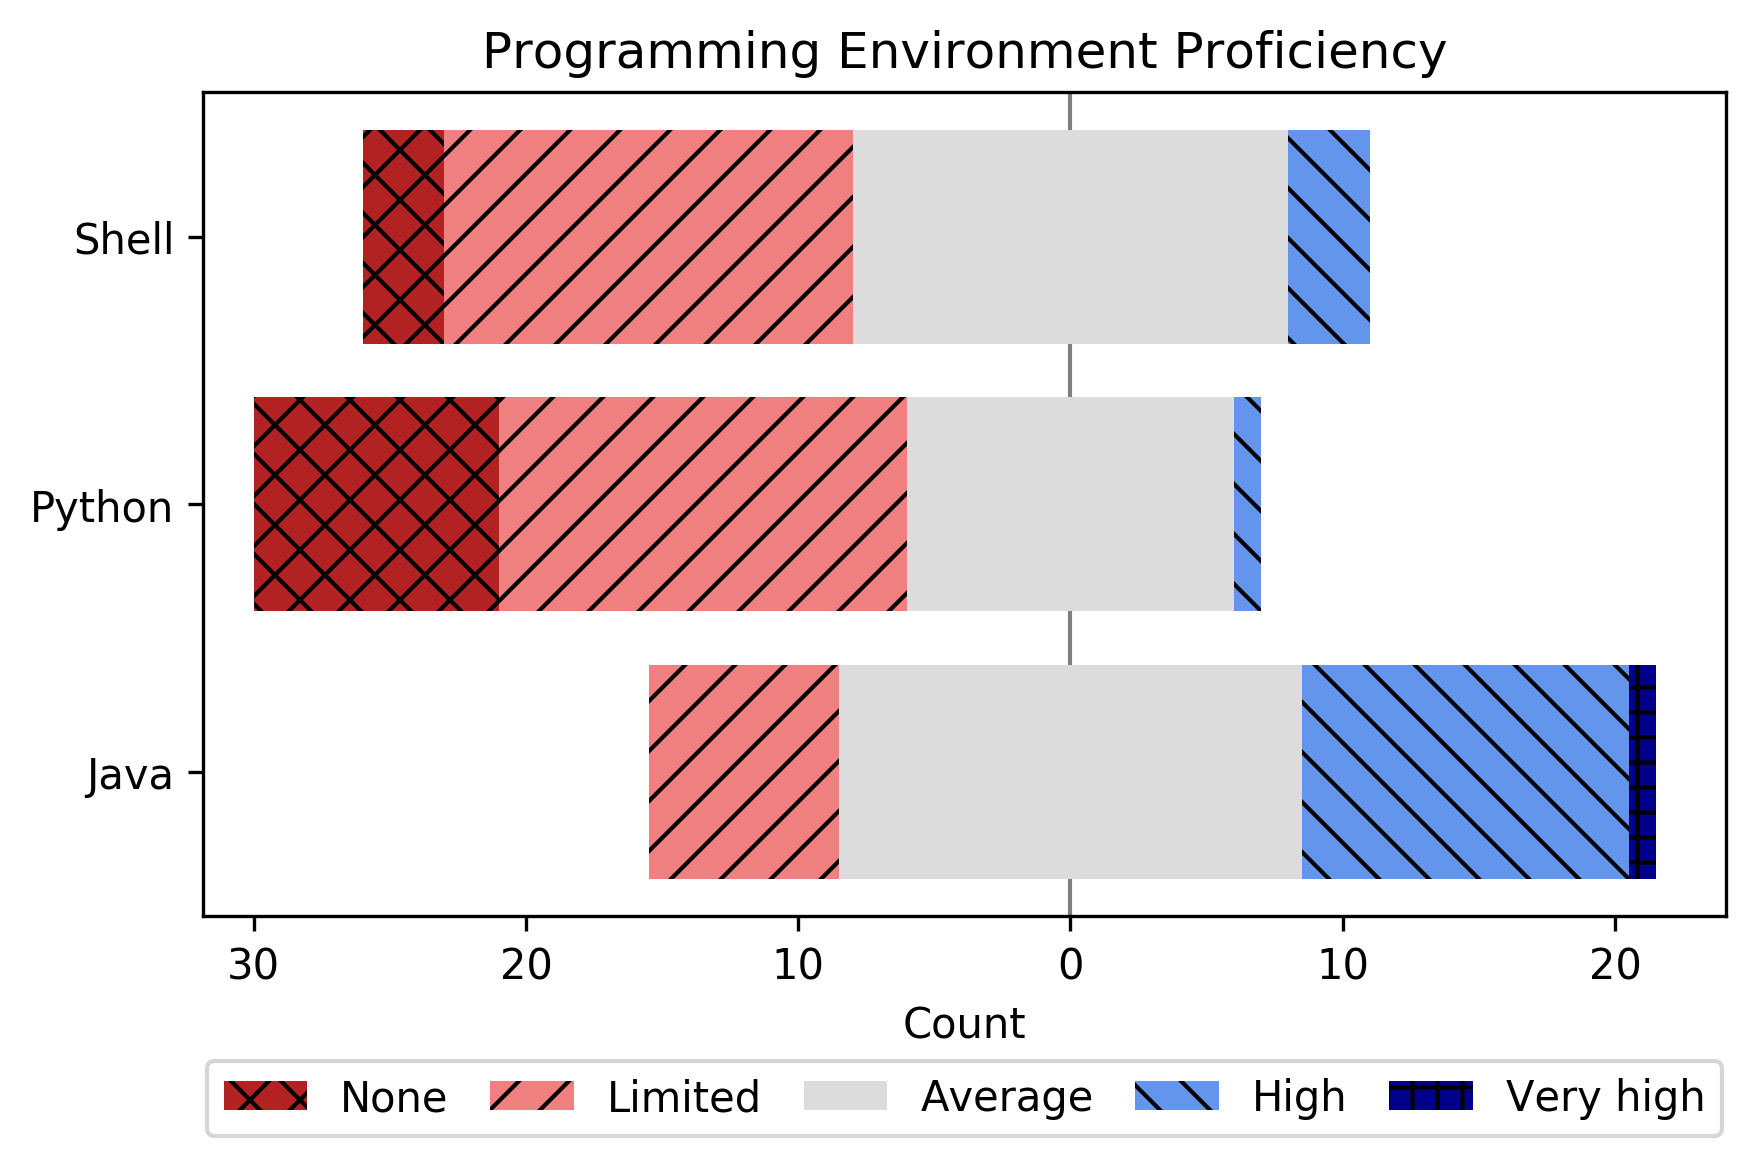 Programming Environment Proficiency
Shell
Python
Java
30 20 10 0 10 20
Count
None Limited Average High Very high